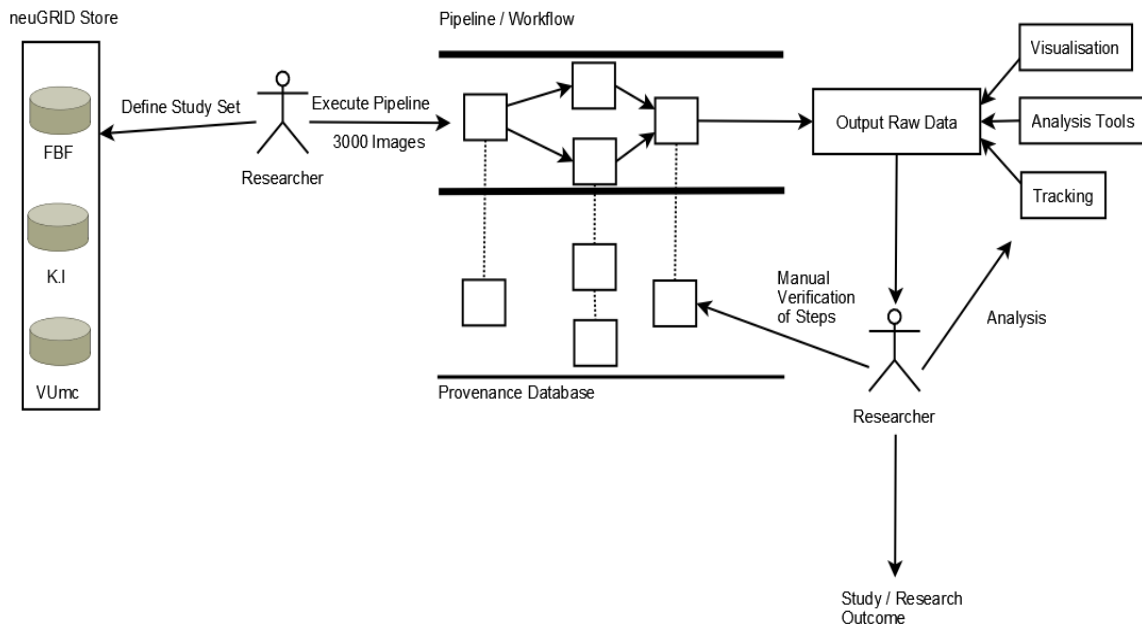 neuGRID Store
FBF
K.I
VUmc
Define Study Set
Researcher
Execute Pipeline
3000 Images
Pipeline / Workflow
Provenance Database
Output Raw Data
Visualisation
Analysis Tools
Tracking
Manual
Verification
of Steps
Analysis
Researcher
Study / Research
Outcome